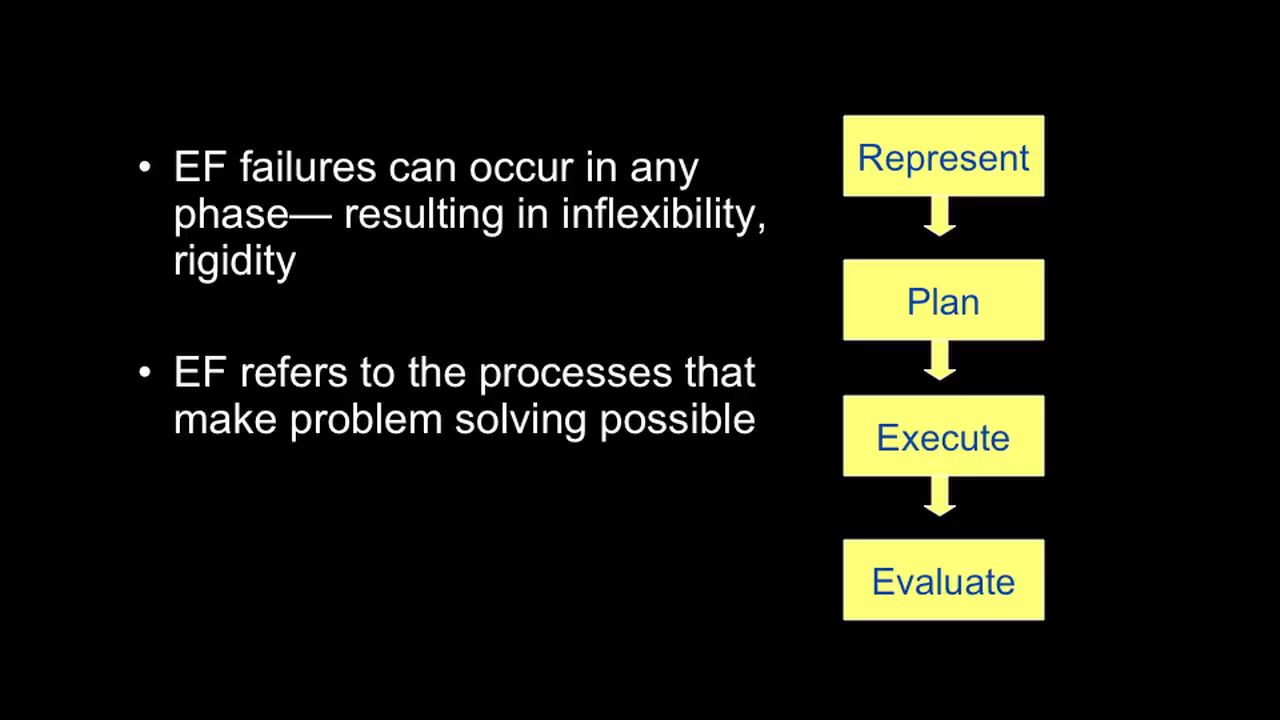 • EF failures can occur in any
phase— resulting in inflexibility,
rigidity
• EF refers to the processes that
make problem solving possible
Represent
Plan
Execute
Evaluate